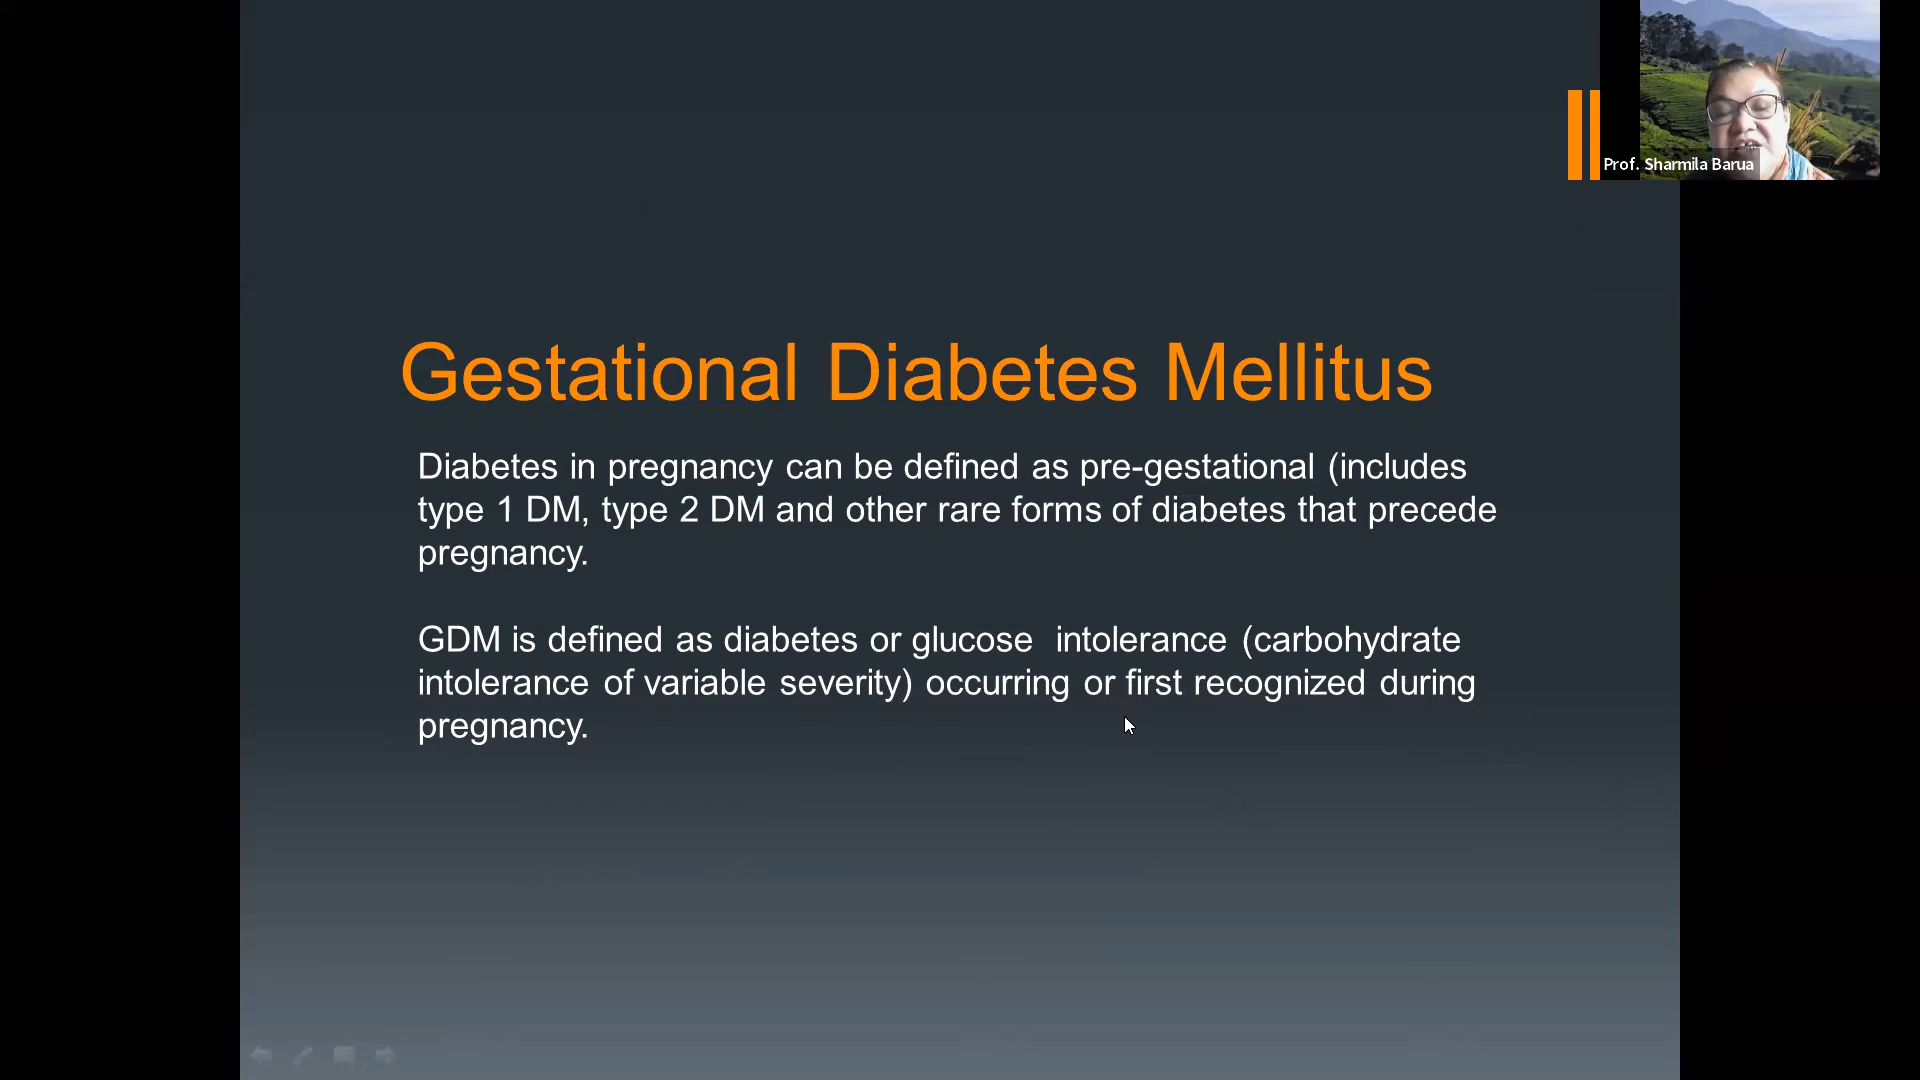 Prof. Sharmila Barua
Gestational Diabetes Mellitus
Diabetes in pregnancy can be defined as pre-gestational (includes
type 1 DM, type 2 DM and other rare forms of diabetes that precede
pregnancy.
GDM is defined as diabetes or glucose  intolerance (carbohydrate
intolerance of variable severity) occurring or first recognized during
pregnancy.